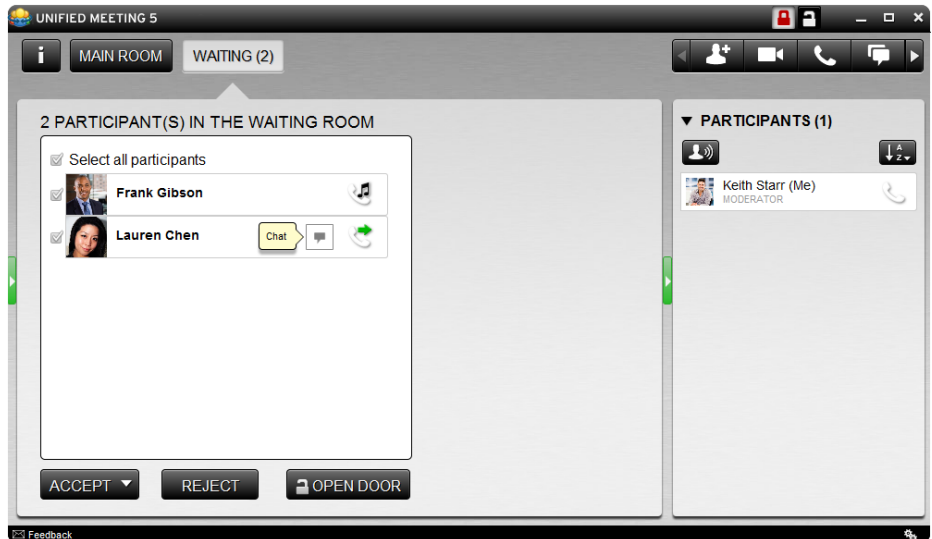 UNIFIED MEETING 5
i MAIN ROOM WAITING (2)
2 PARTICIPANT(S) IN THE WAITING ROOM
Select all participants
Frank Gibson
Lauren Chen Chat
ACCEPT REJECT OPEN DOOR
PARTICIPANTS (1)
A
Z
Keith Starr (Me)
MODERATOR
Feedback